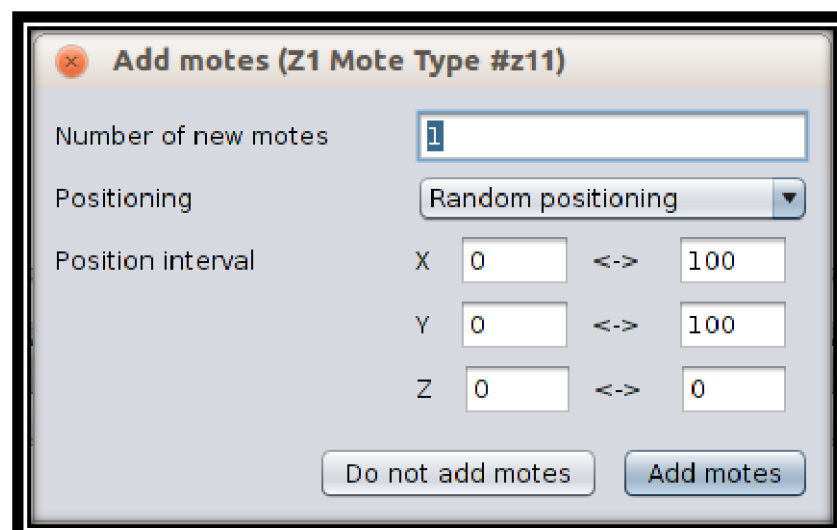 Add motes (Z1 Mote Type #z11)
Number of new motes 1
Positioning Random positioning
Position interval X 0 <-> 100
Y 0 <-> 100
Z 0 <-> 0
Do not add motes Add motes